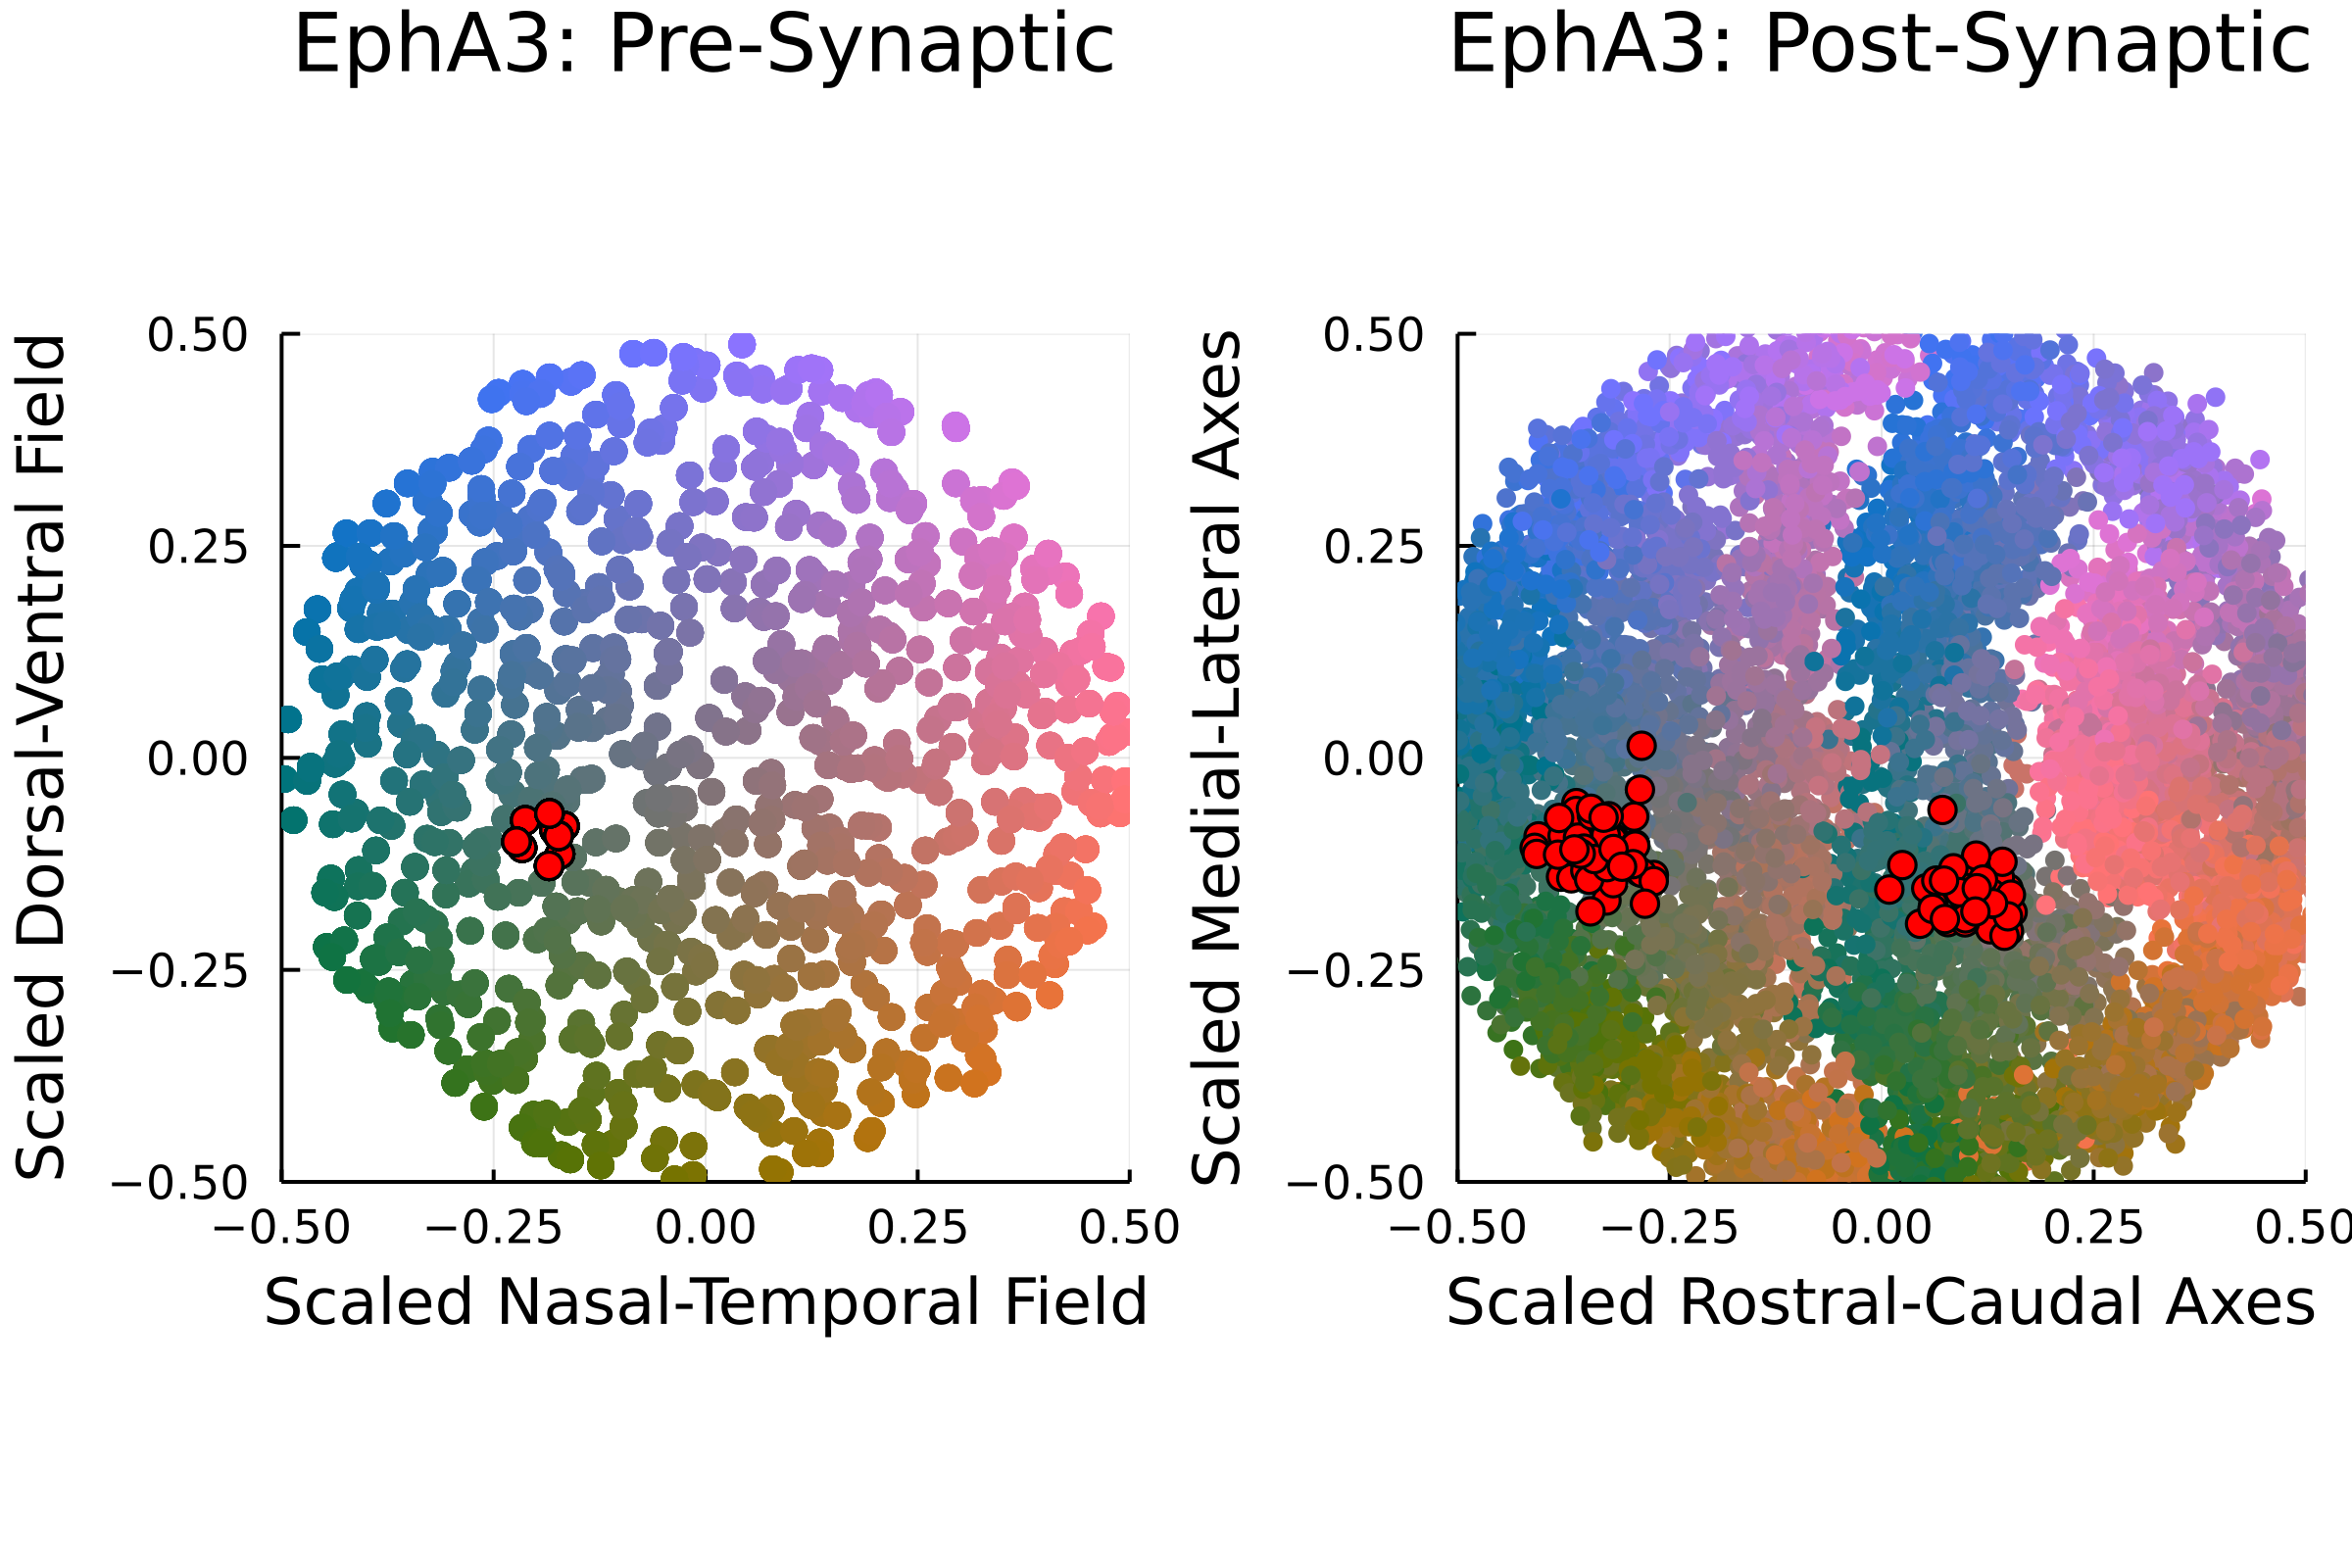 EphA3: Pre-Synaptic
Scaled Dorsal-Ventral Field
0.50
0.25
0.00
−0.25
−0.50
−0.50 −0.25 0.00 0.25 0.50
Scaled Nasal-Temporal Field
EphA3: Post-Synaptic
Scaled Medial-Lateral Axes
0.50
0.25
0.00
−0.25
−0.50
−0.50 −0.25 0.00 0.25 0.50
Scaled Rostral-Caudal Axes